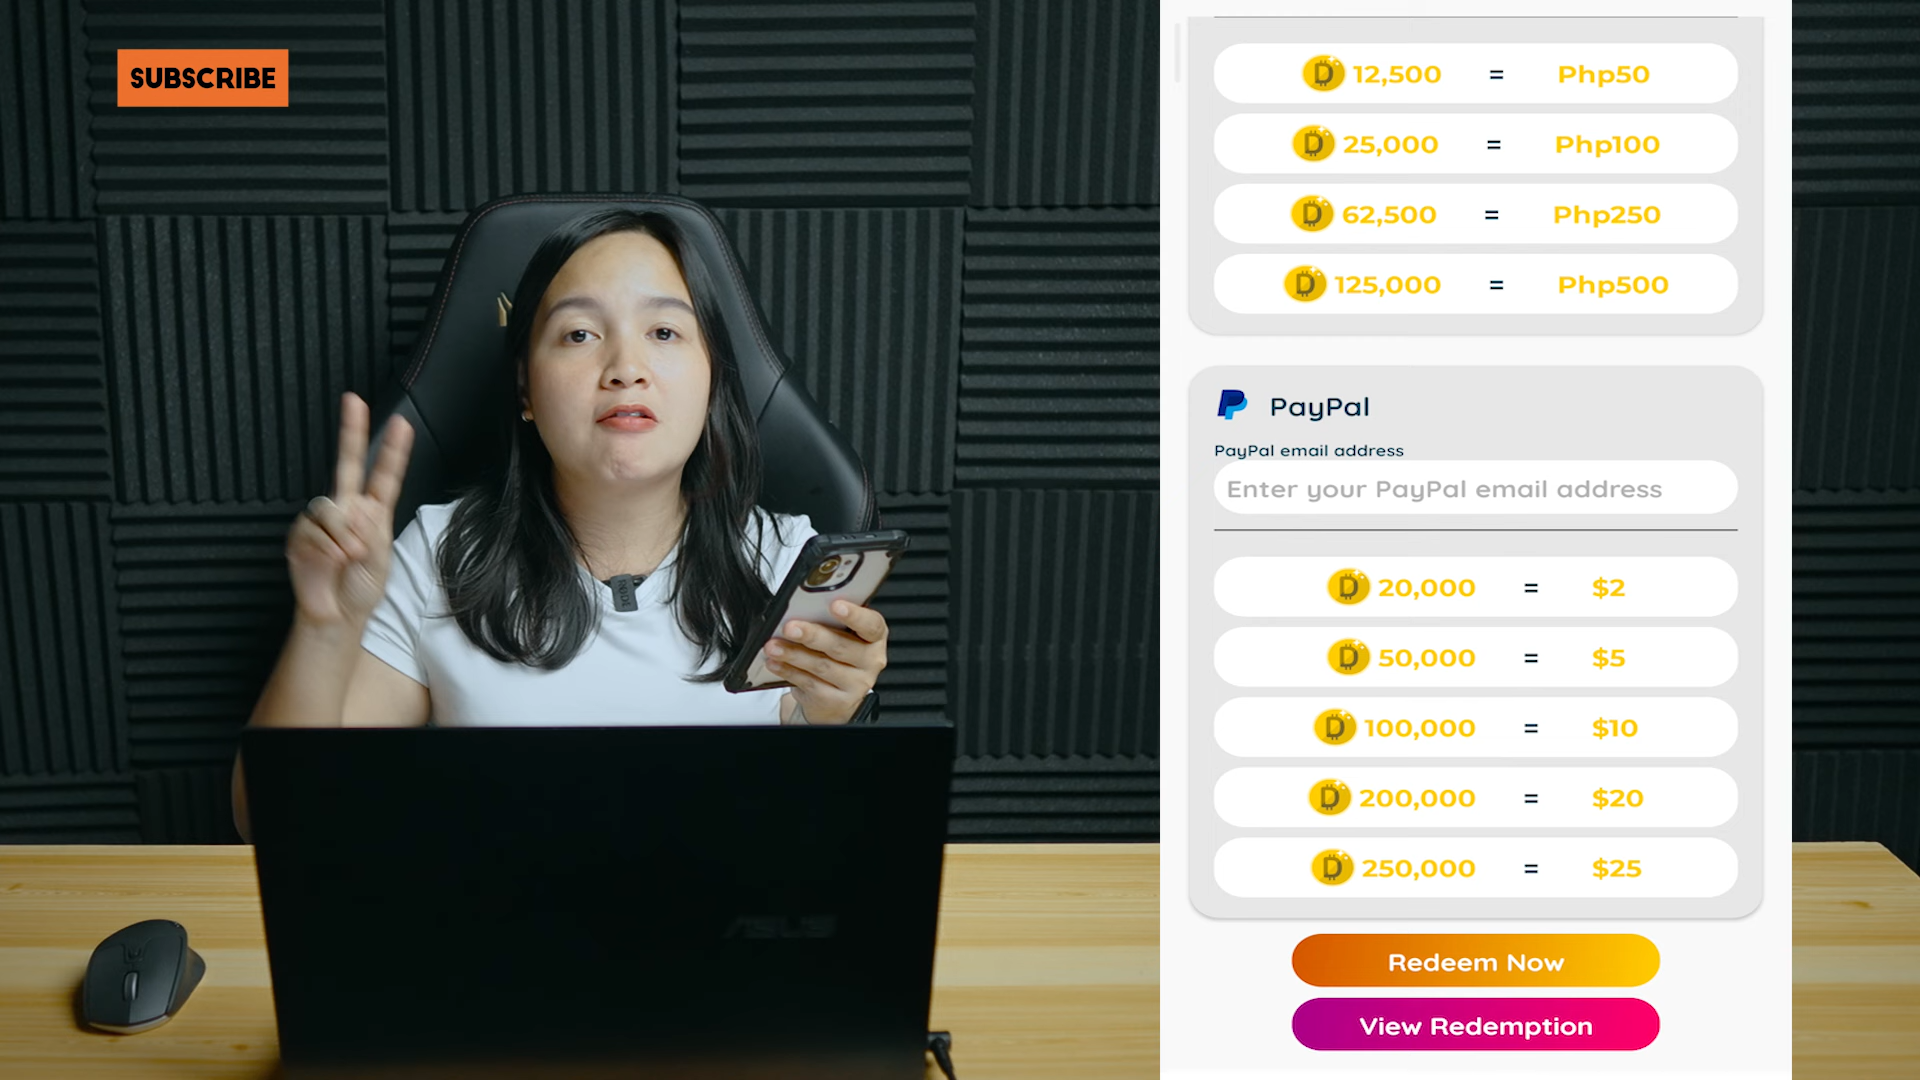 SUBSCRIBE
12,500 = Php50
25,000 = Php100
62,500 = Php250
125,000 = Php500
PayPal
PayPal email address
Enter your PayPal email address
20,000 = $2
50,000 = $5
100,000 = $10
200,000 = $20
250,000 = $25
Redeem Now
View Redemption
RODE
ASUS